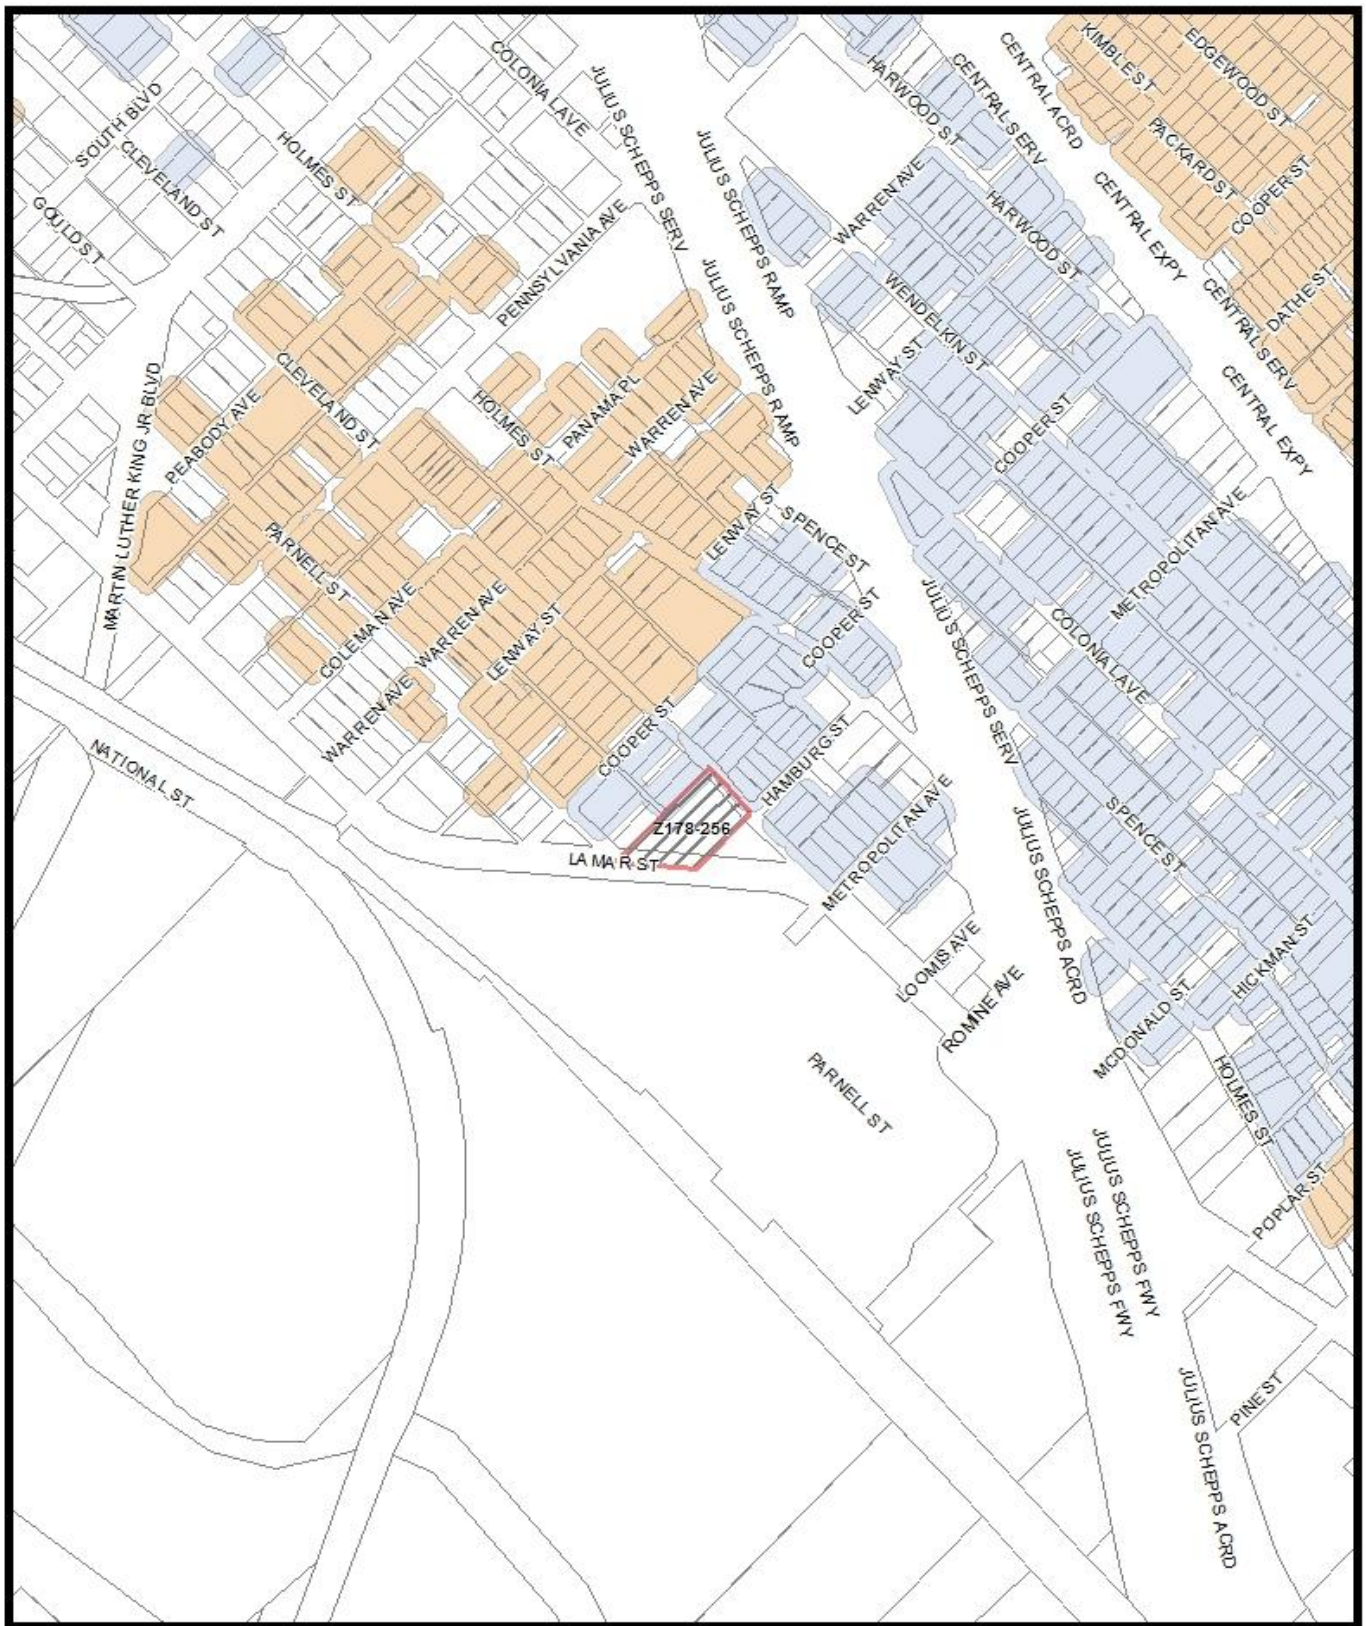 COLONIA L AVE
JULIUS SCHEPPS SERV
HARWOOD ST
CENTRAL SERV
CENTRAL ACRD
KIMBLE ST
EDGEWOOD ST
SOUTH BLVD
CLEVELAND ST
HOLMES ST
JULIUS SCHEPPS RAMP
PACKARD ST
COOPER ST
GOULD ST
PENNSYLVANIA AVE
WARREN AVE
HARWOOD ST
CENTRAL EXPY
JULIUS SCHEPPS RAMP
WENDELKIN ST
CENTRAL SERV
DATHE ST
MARTIN LUTHER KING JR BLVD
CLEVELAND ST
PEABODY AVE
HOLMES ST
PANAMA PL
WARREN AVE
LENWAY ST
COOPER ST
CENTRAL EXPY
PARNELL ST
LENWAY ST
SPENCE ST
METROPOLITAN AVE
COLEMAN AVE
WARREN AVE
LENWAY ST
COOPER ST
JULIUS SCHEPPS SERV
COLONIA L AVE
WARREN AVE
COOPER ST
HAMBURG ST
NATIONAL ST
Z178-256
LAMAR ST
METROPOLITAN AVE
JULIUS SCHEPPS ACRD
SPENCE ST
LOOMIS AVE
ROMINE AVE
HICKMAN ST
MCDONALD ST
PARNELL ST
HOLMES ST
JULIUS SCHEPPS FWY
JULIUS SCHEPPS FWY
POPLAR ST
PINE ST
JULIUS SCHEPPS ACRD